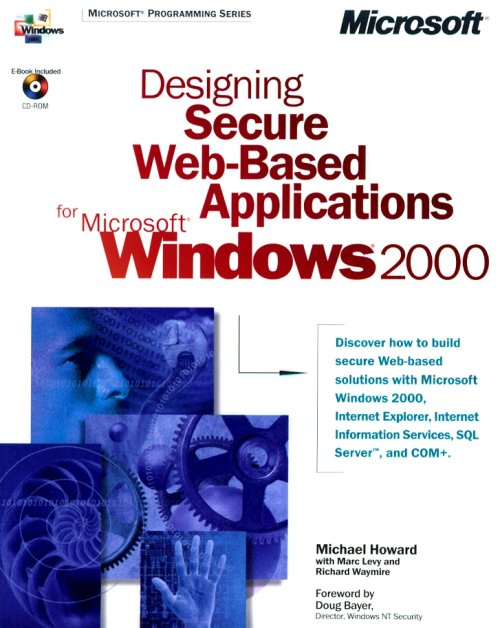 MICROSOFT® PROGRAMMING SERIES
Microsoft®
Windows
E-Book Included
CD-ROM
Designing
Secure
Web-Based
Applications
for Microsoft®
Windows® 2000
Discover how to build
secure Web-based
solutions with Microsoft
Windows 2000,
Internet Explorer, Internet
Information Services, SQL
Server™, and COM+.
Michael Howard
with Marc Levy and
Richard Waymire
Foreword by
Doug Bayer,
Director, Windows NT Security